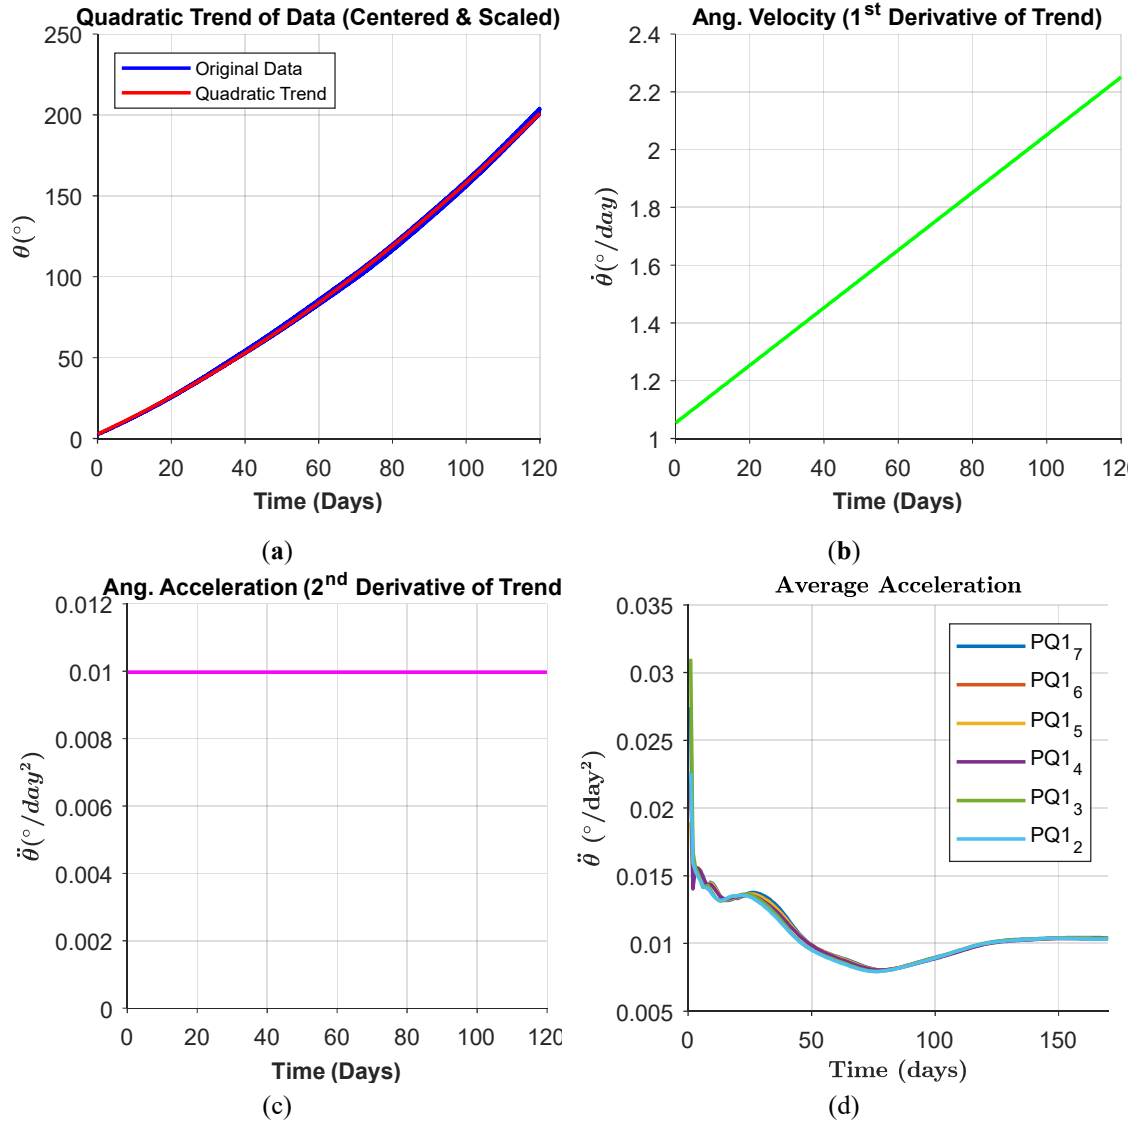 Quadratic Trend of Data (Centered & Scaled)
250
200
150
100
50
0
θ(°)
Original Data
Quadratic Trend
0 20 40 60 80 100 120
Time (Days)
(a)
Ang. Velocity (1st Derivative of Trend)
2.4
2.2
2
1.8
1.6
1.4
1.2
1
θ̇(°/day)
0 20 40 60 80 100 120
Time (Days)
(b)
Ang. Acceleration (2nd Derivative of Trend
0.012
0.01
0.008
0.006
0.004
0.002
0
θ̈(°/day²)
0 20 40 60 80 100 120
Time (Days)
(c)
Average Acceleration
0.035
0.03
0.025
0.02
0.015
0.01
0.005
θ̈ (°/day²)
PQ1₇
PQ1₆
PQ1₅
PQ1₄
PQ1₃
PQ1₂
0 50 100 150
Time (days)
(d)